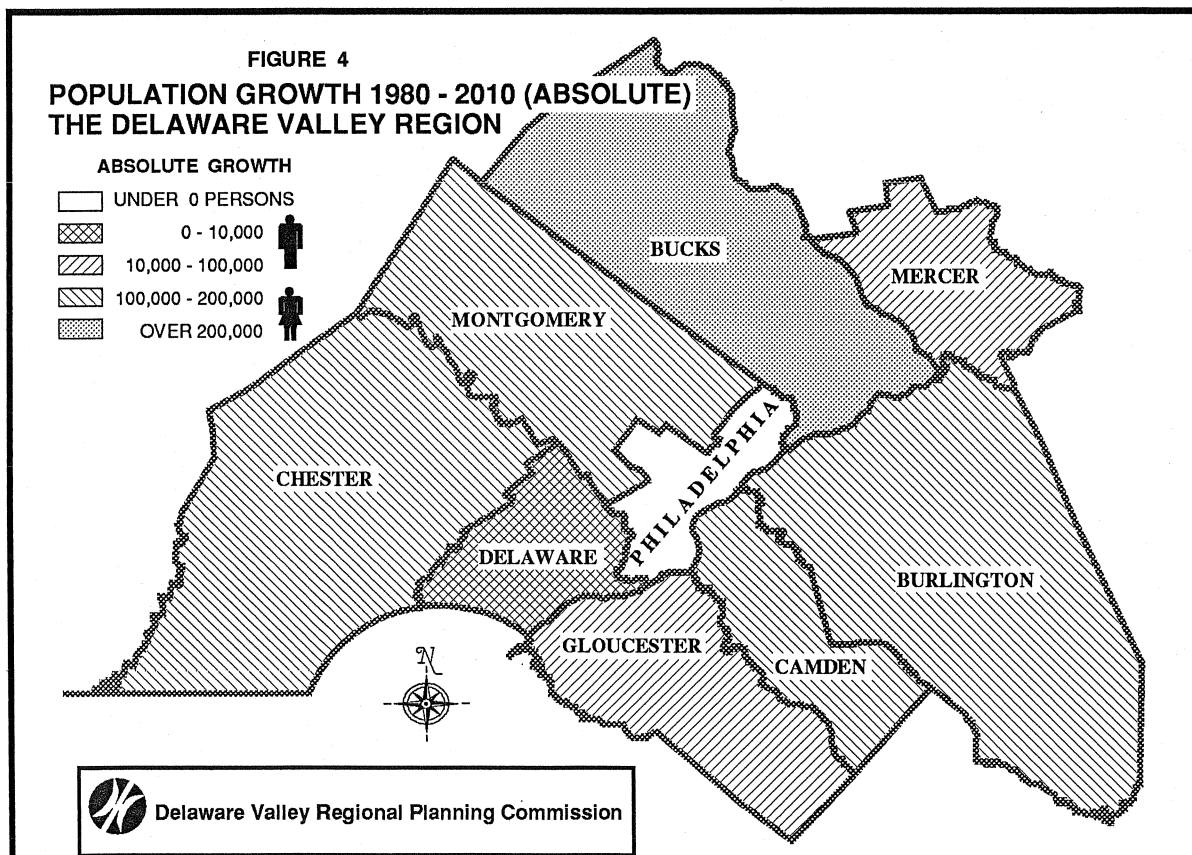 FIGURE 4
POPULATION GROWTH 1980 - 2010 (ABSOLUTE)
THE DELAWARE VALLEY REGION
ABSOLUTE GROWTH
UNDER 0 PERSONS
0 - 10,000
10,000 - 100,000
100,000 - 200,000
OVER 200,000
BUCKS
MERCER
MONTGOMERY
PHILADELPHIA
CHESTER
DELAWARE
BURLINGTON
GLOUCESTER
CAMDEN
N
Delaware Valley Regional Planning Commission